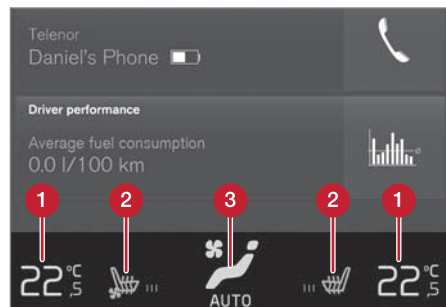 Telenor
Daniel's Phone
Driver performance
Average fuel consumption
0.0 l/100 km
1 2 3 2 1
22°C,5 22°C,5
AUTO